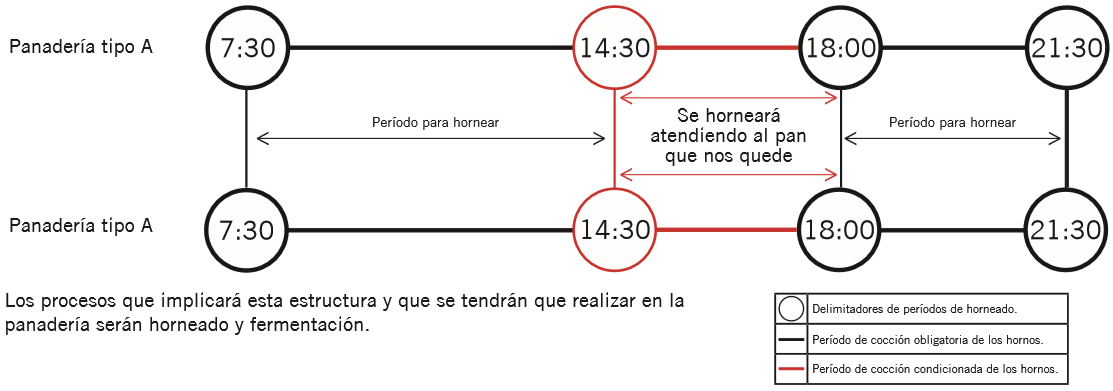 Panadería tipo A
7:30
14:30
18:00
21:30
Período para hornear
Se horneará
atendiendo al pan
que nos quede
Período para hornear
Panadería tipo A
7:30
14:30
18:00
21:30
Los procesos que implicará esta estructura y que se tendrán que realizar en la
panadería serán horneado y fermentación.
Delimitadores de períodos de horneado.
Período de cocción obligatoria de los hornos.
Período de cocción condicionada de los hornos.